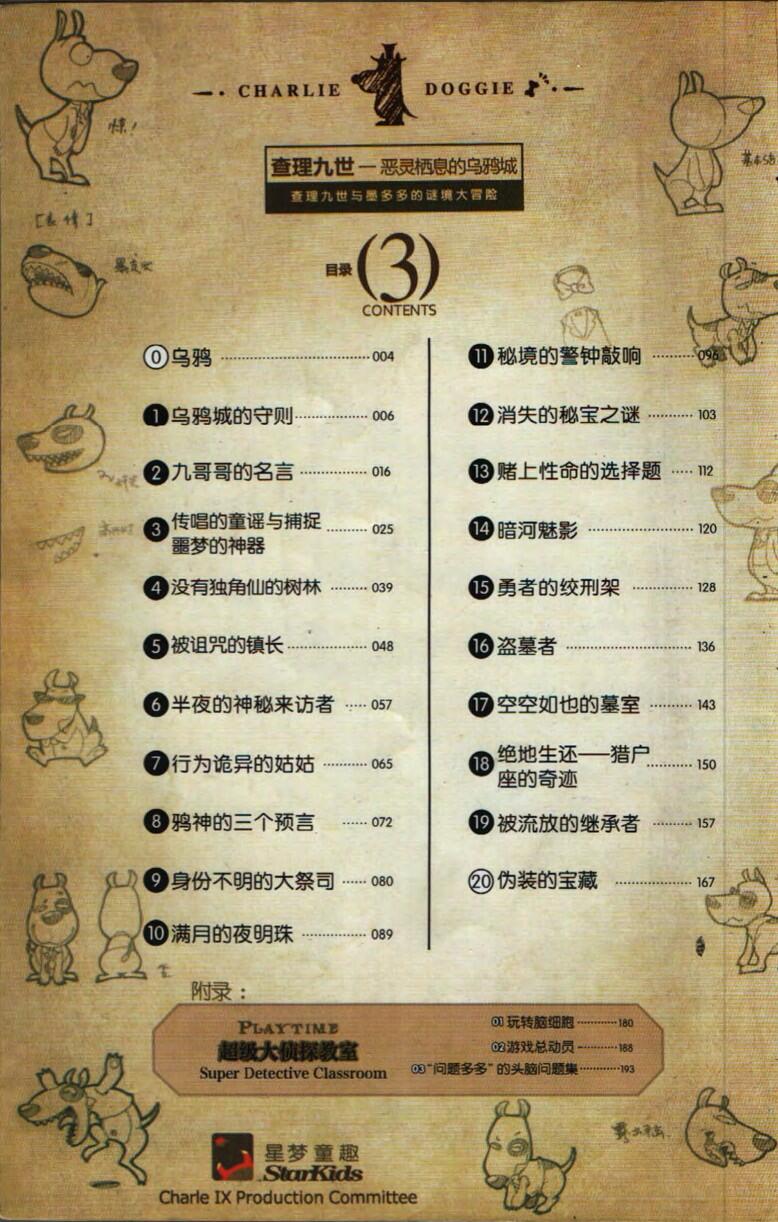 CHARLIE DOGGIE
查理九世 — 恶灵栖息的乌鸦城
查理九世与墨多多的谜境大冒险
惊!
[表情]
目录 (3)
CONTENTS
0 乌鸦 004
1 乌鸦城的守则 006
2 九哥哥的名言 016
3 传唱的童谣与捕捉
噩梦的神器 025
4 没有独角仙的树林 039
5 被诅咒的镇长 048
6 半夜的神秘来访者 057
7 行为诡异的姑姑 065
8 鸦神的三个预言 072
9 身份不明的大祭司 080
10 满月的夜明珠 089
11 秘境的警钟敲响 096
12 消失的秘宝之谜 103
13 赌上性命的选择题 112
14 暗河魅影 120
15 勇者的绞刑架 128
16 盗墓者 136
17 空空如也的墓室 143
18 绝地生还——猎户
座的奇迹 150
19 被流放的继承者 157
20 伪装的宝藏 167
附录：
PLAYTIME
超级大侦探教室
Super Detective Classroom
01 玩转脑细胞 180
02 游戏总动员 188
03 “问题多多”的头脑问题集 193
星梦童趣
StarKids
Charle IX Production Committee